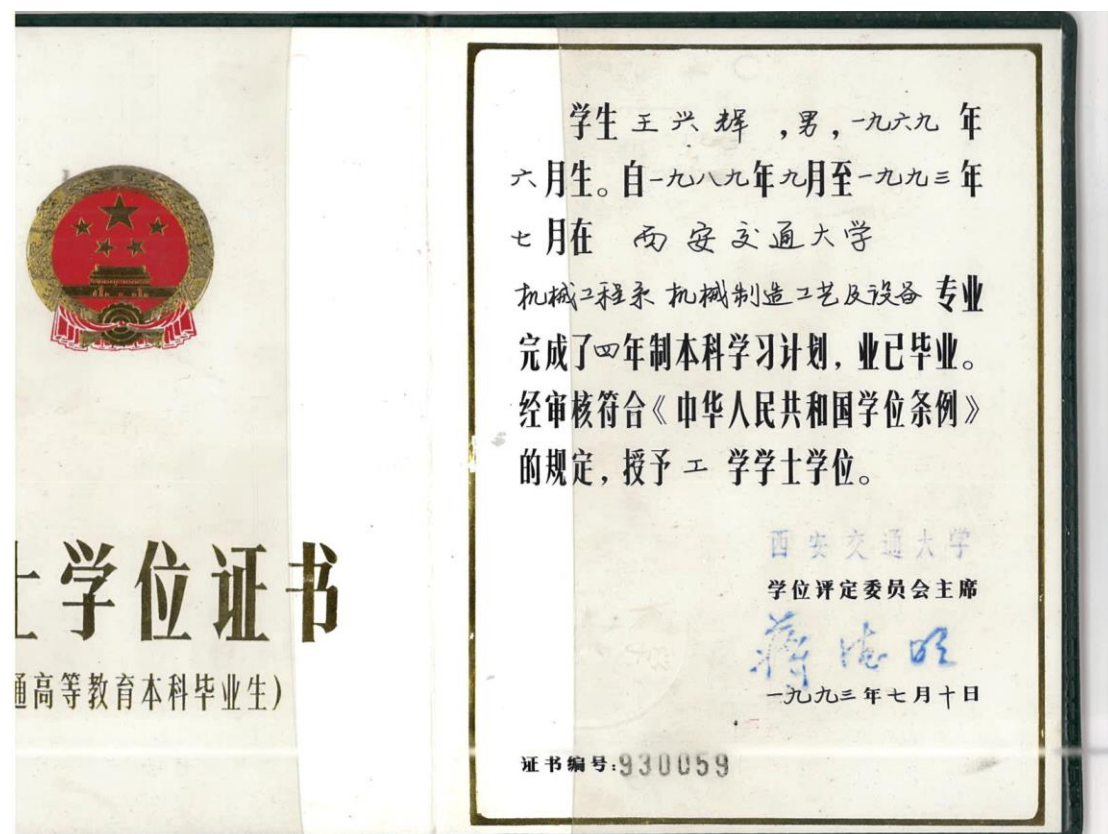 士学位证书
通高等教育本科毕业生)
学生王兴辉,男,一九六九年
六月生。自一九八九年九月至一九九三年
七月在 西安交通大学
机械工程系 机械制造工艺及设备 专业
完成了四年制本科学习计划,业已毕业。
经审核符合《中华人民共和国学位条例》
的规定,授予 工 学学士学位。
西安交通大学
学位评定委员会主席
蒋德明
一九九三年七月十日
证书编号:930059